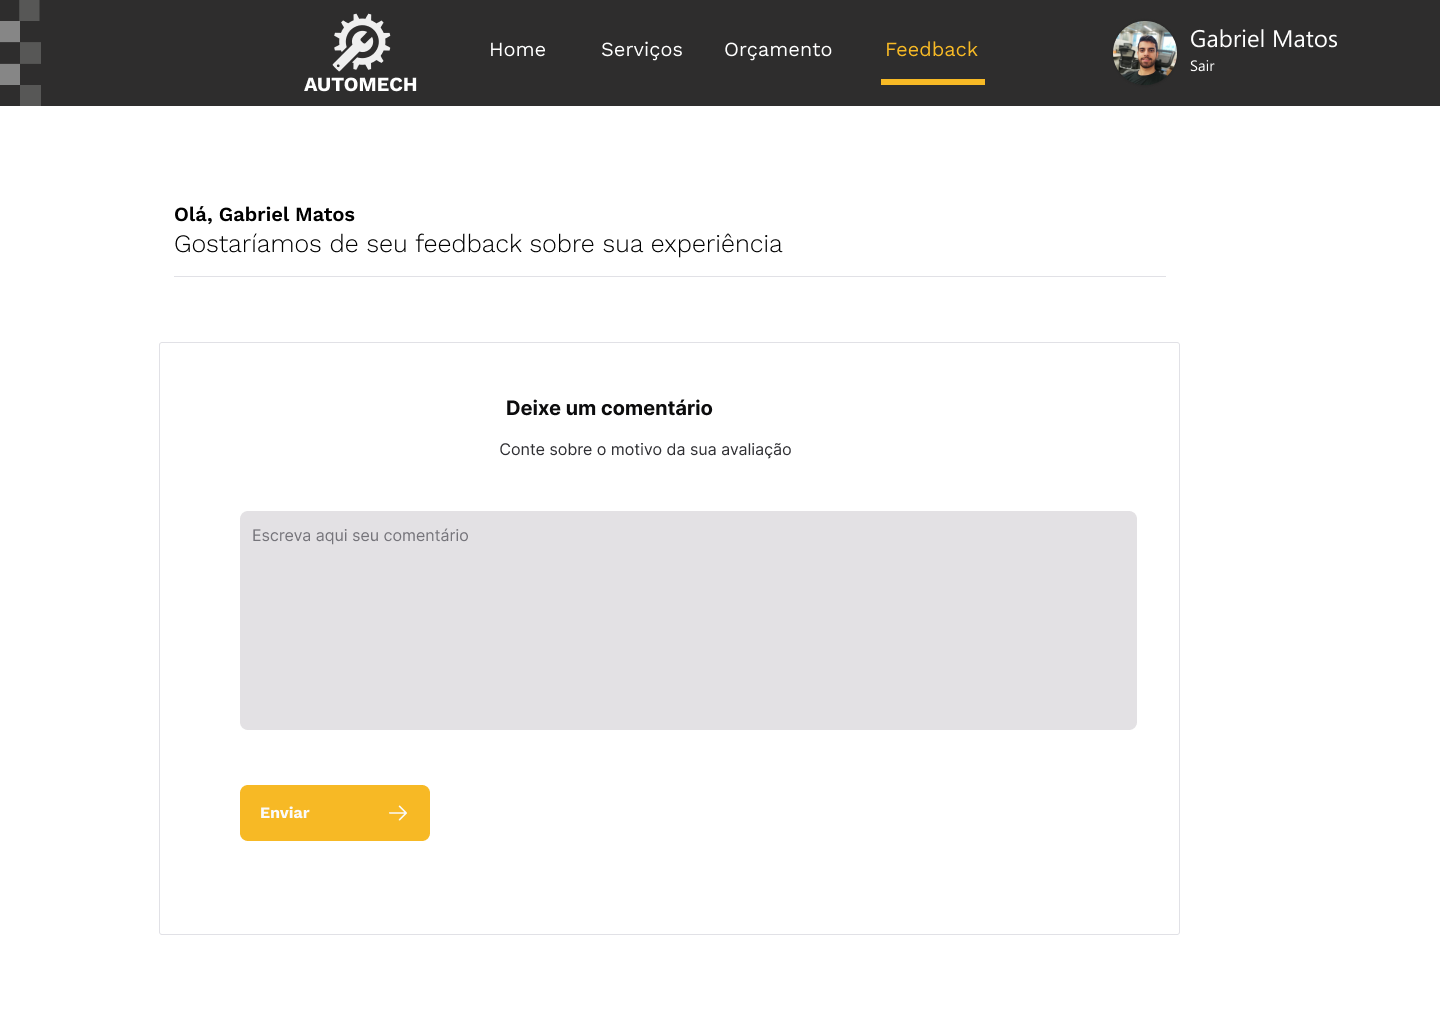 AUTOMECH
Home
Serviços
Orçamento
Feedback
Gabriel Matos
Sair
Olá, Gabriel Matos
Gostaríamos de seu feedback sobre sua experiência
Deixe um comentário
Conte sobre o motivo da sua avaliação
Escreva aqui seu comentário
Enviar